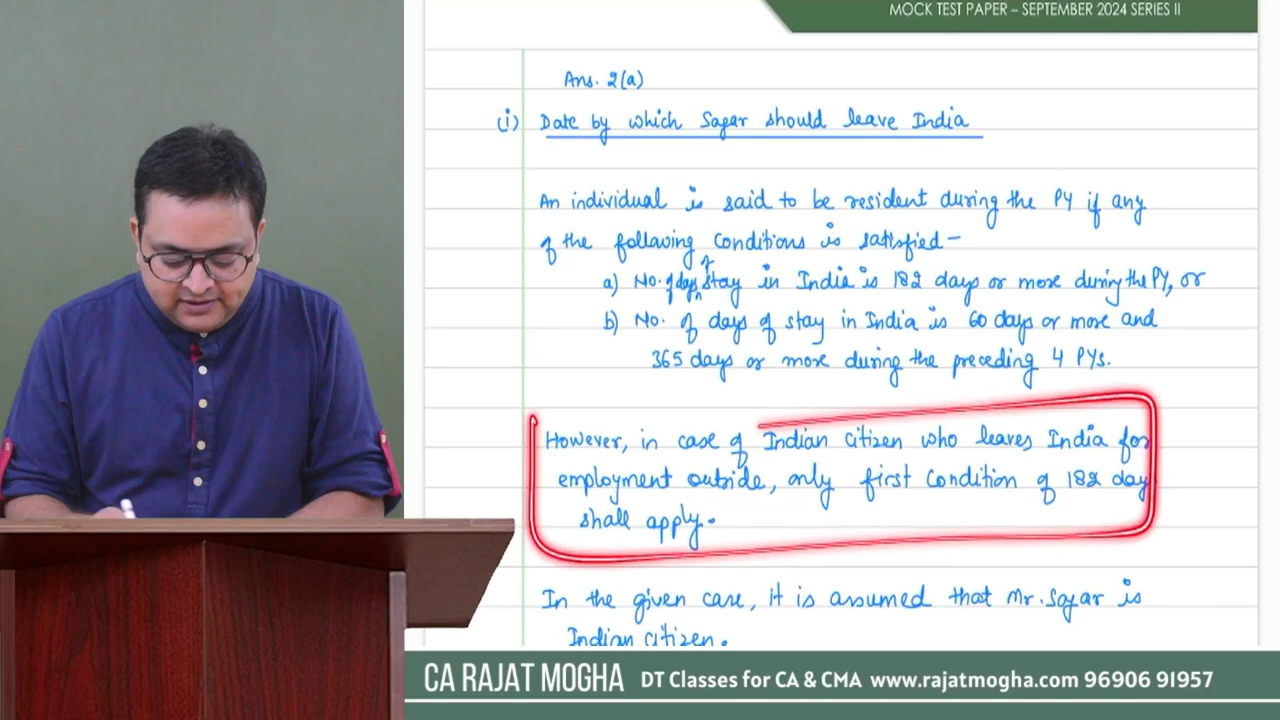 MOCK TEST PAPER – SEPTEMBER 2024 SERIES II
Ans. 2(a)
(i) Date by which Sagar should leave India
An individual is said to be resident during the PY if any
of the following conditions is satisfied –
a) No. of days of stay in India is 182 days or more during the PY, or
b) No. of days of stay in India is 60 days or more and
365 days or more during the preceding 4 PYs.
However, in case of Indian citizen who leaves India for
employment outside, only first condition of 182 day
shall apply.
In the given case, it is assumed that Mr. Sagar is
Indian citizen.
CA RAJAT MOGHA DT Classes for CA & CMA www.rajatmogha.com 96906 91957